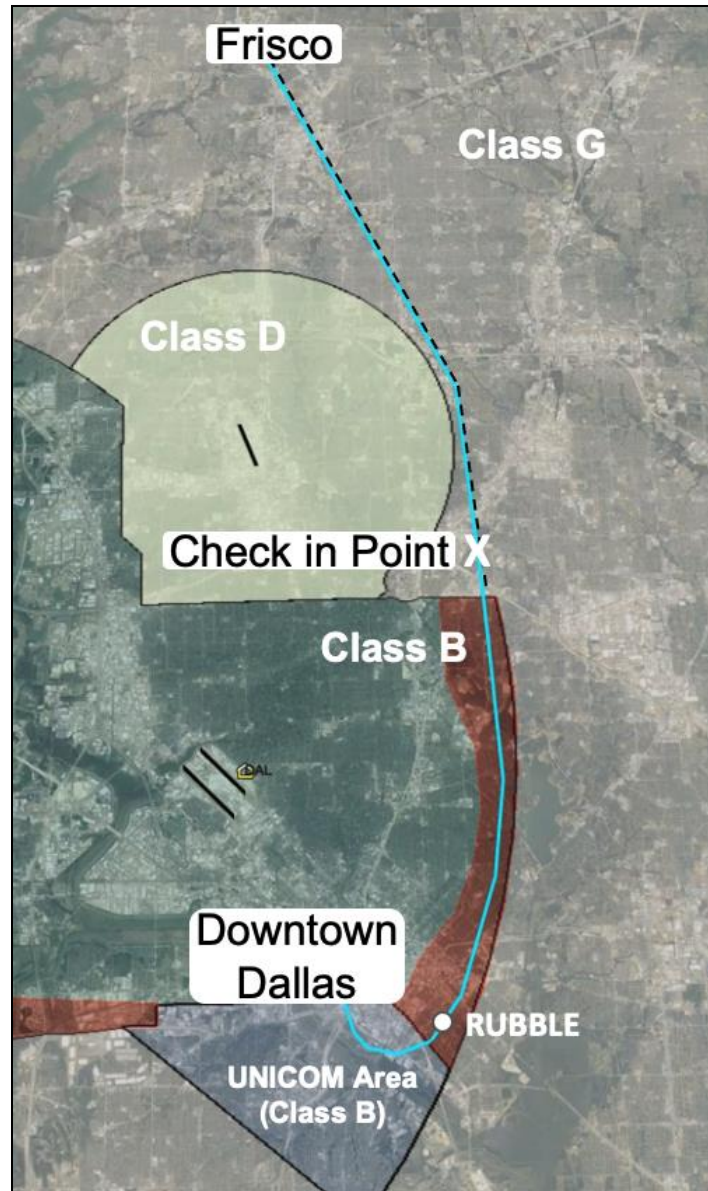 Frisco
Class G
Class D
Check in Point X
Class B
DAL
Downtown
Dallas
RUBBLE
UNICOM Area
(Class B)